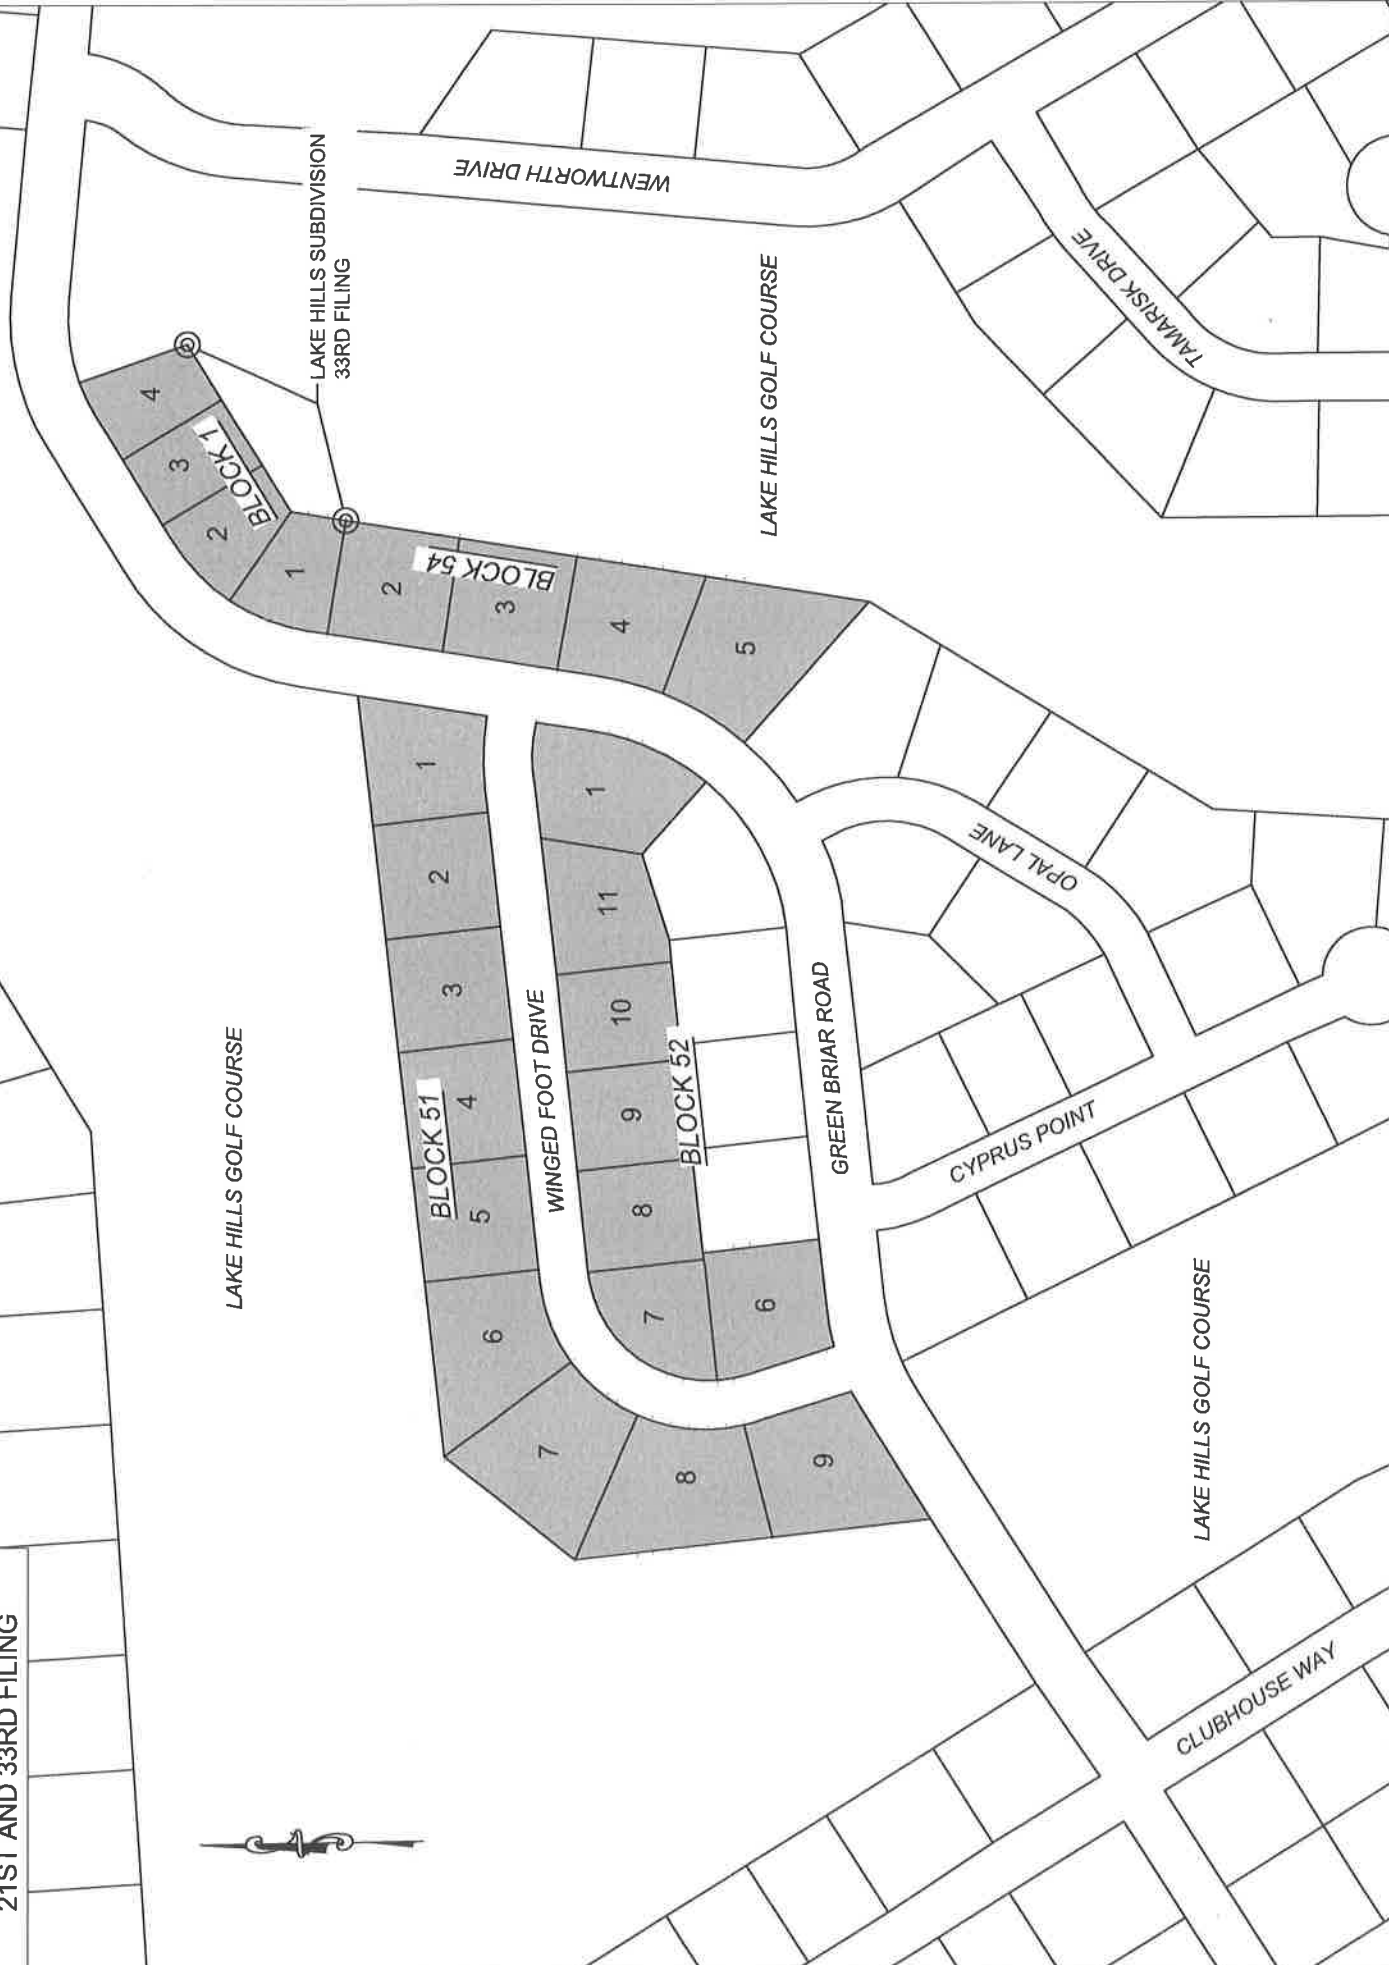 21ST AND 33RD FILING
LAKE HILLS GOLF COURSE
LAKE HILLS SUBDIVISION
33RD FILING
WENTWORTH DRIVE
LAKE HILLS GOLF COURSE
TAMARISK DRIVE
BLOCK 1
4
3
2
1
BLOCK 54
2
3
4
5
BLOCK 51
1
2
3
4
5
6
7
8
9
WINGED FOOT DRIVE
BLOCK 52
1
11
10
9
8
7
6
GREEN BRIAR ROAD
OPAL LANE
CYPRUS POINT
LAKE HILLS GOLF COURSE
CLUBHOUSE WAY